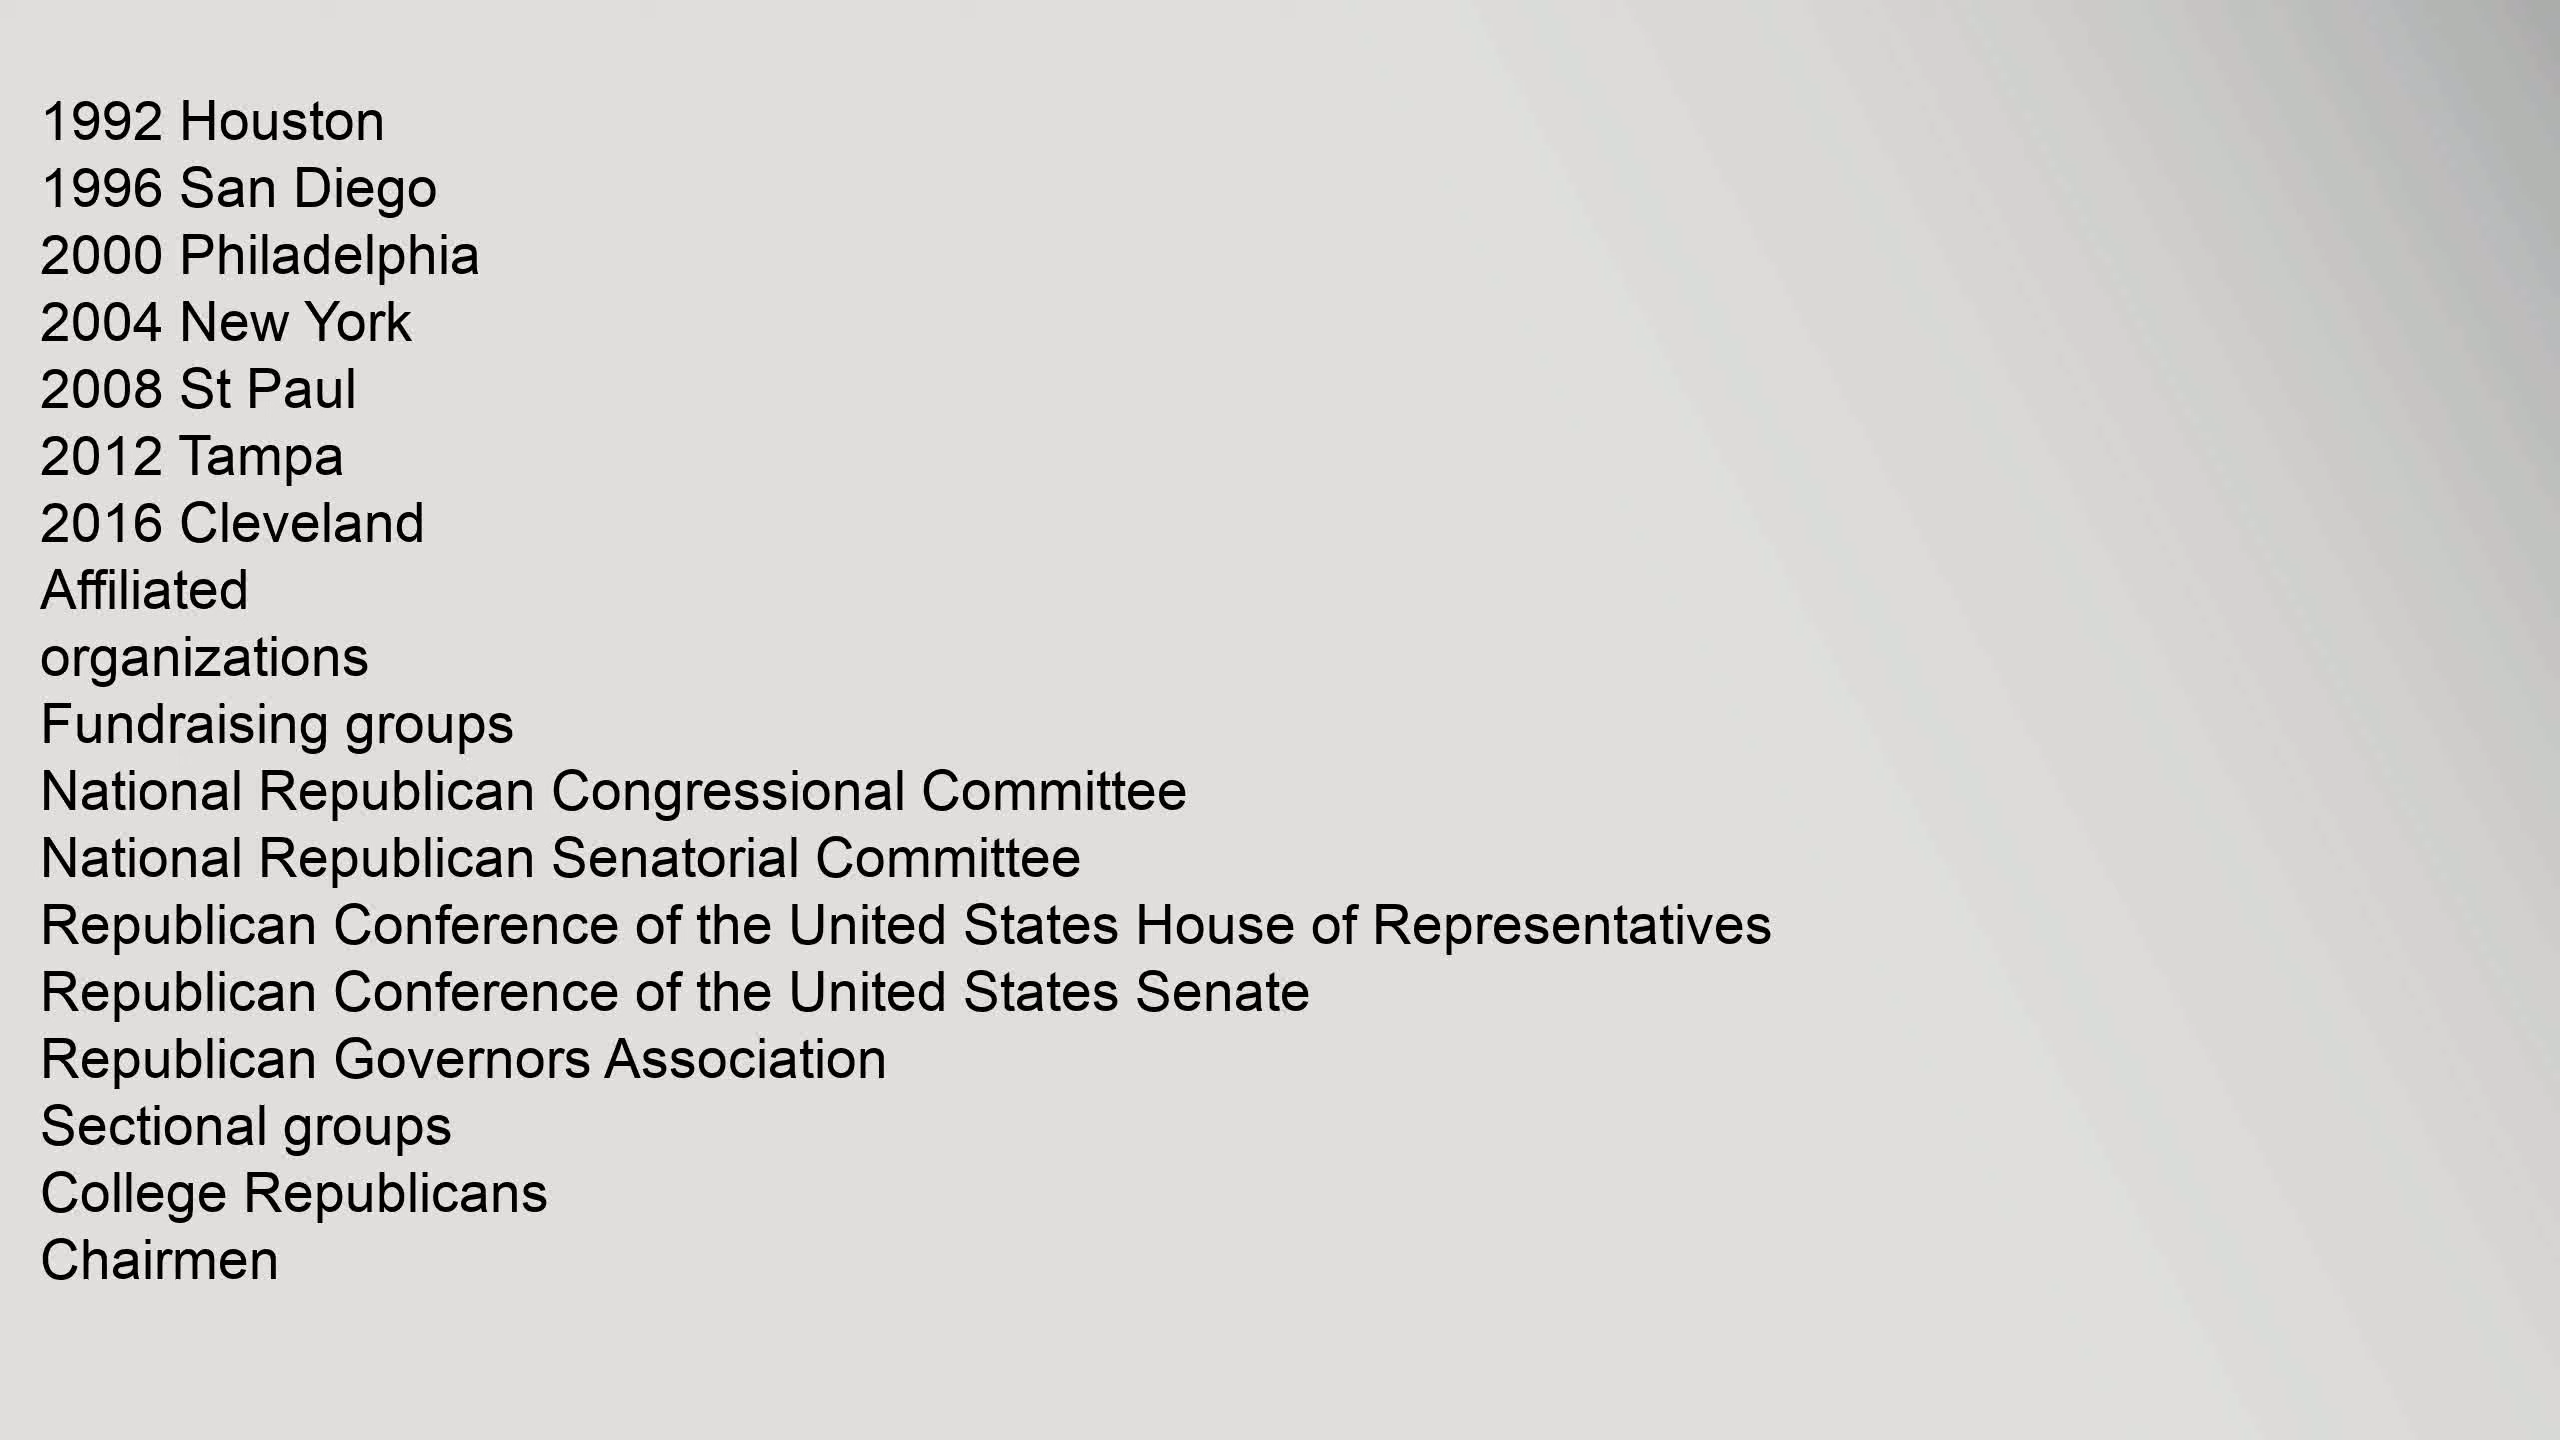 1992 Houston
1996 San Diego
2000 Philadelphia
2004 New York
2008 St Paul
2012 Tampa
2016 Cleveland
Affiliated
organizations
Fundraising groups
National Republican Congressional Committee
National Republican Senatorial Committee
Republican Conference of the United States House of Representatives
Republican Conference of the United States Senate
Republican Governors Association
Sectional groups
College Republicans
Chairmen